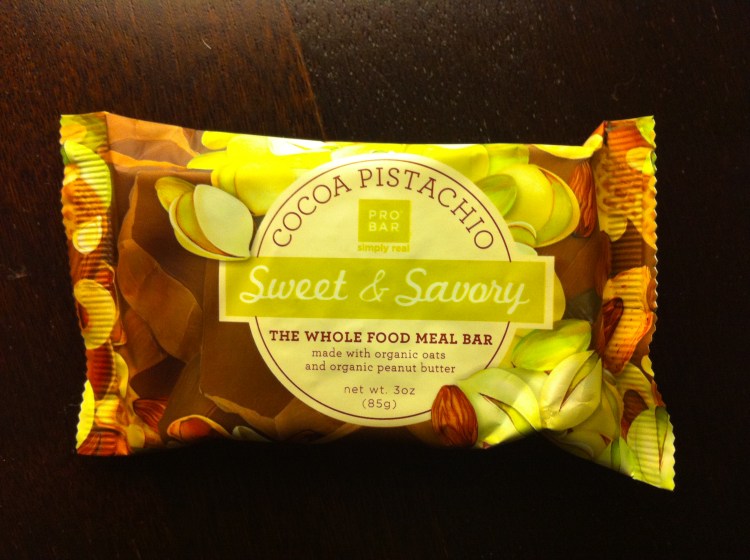 COCOA PISTACHIO
PRO
BAR
simply real
Sweet & Savory
THE WHOLE FOOD MEAL BAR
made with organic oats
and organic peanut butter
net wt. 3oz
(85g)